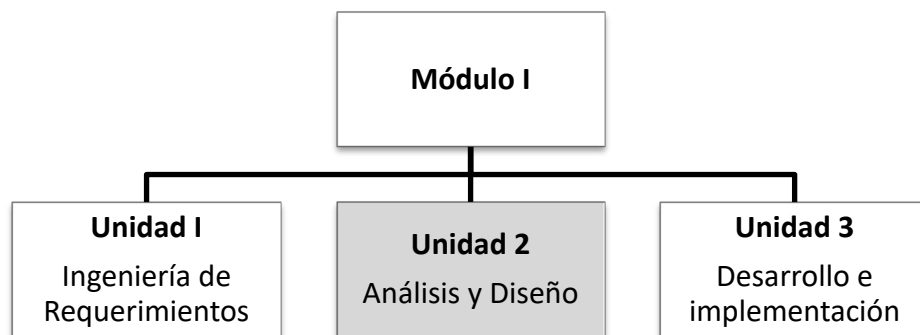 Módulo I
Unidad I
Ingeniería de
Requerimientos
Unidad 2
Análisis y Diseño
Unidad 3
Desarrollo e
implementación